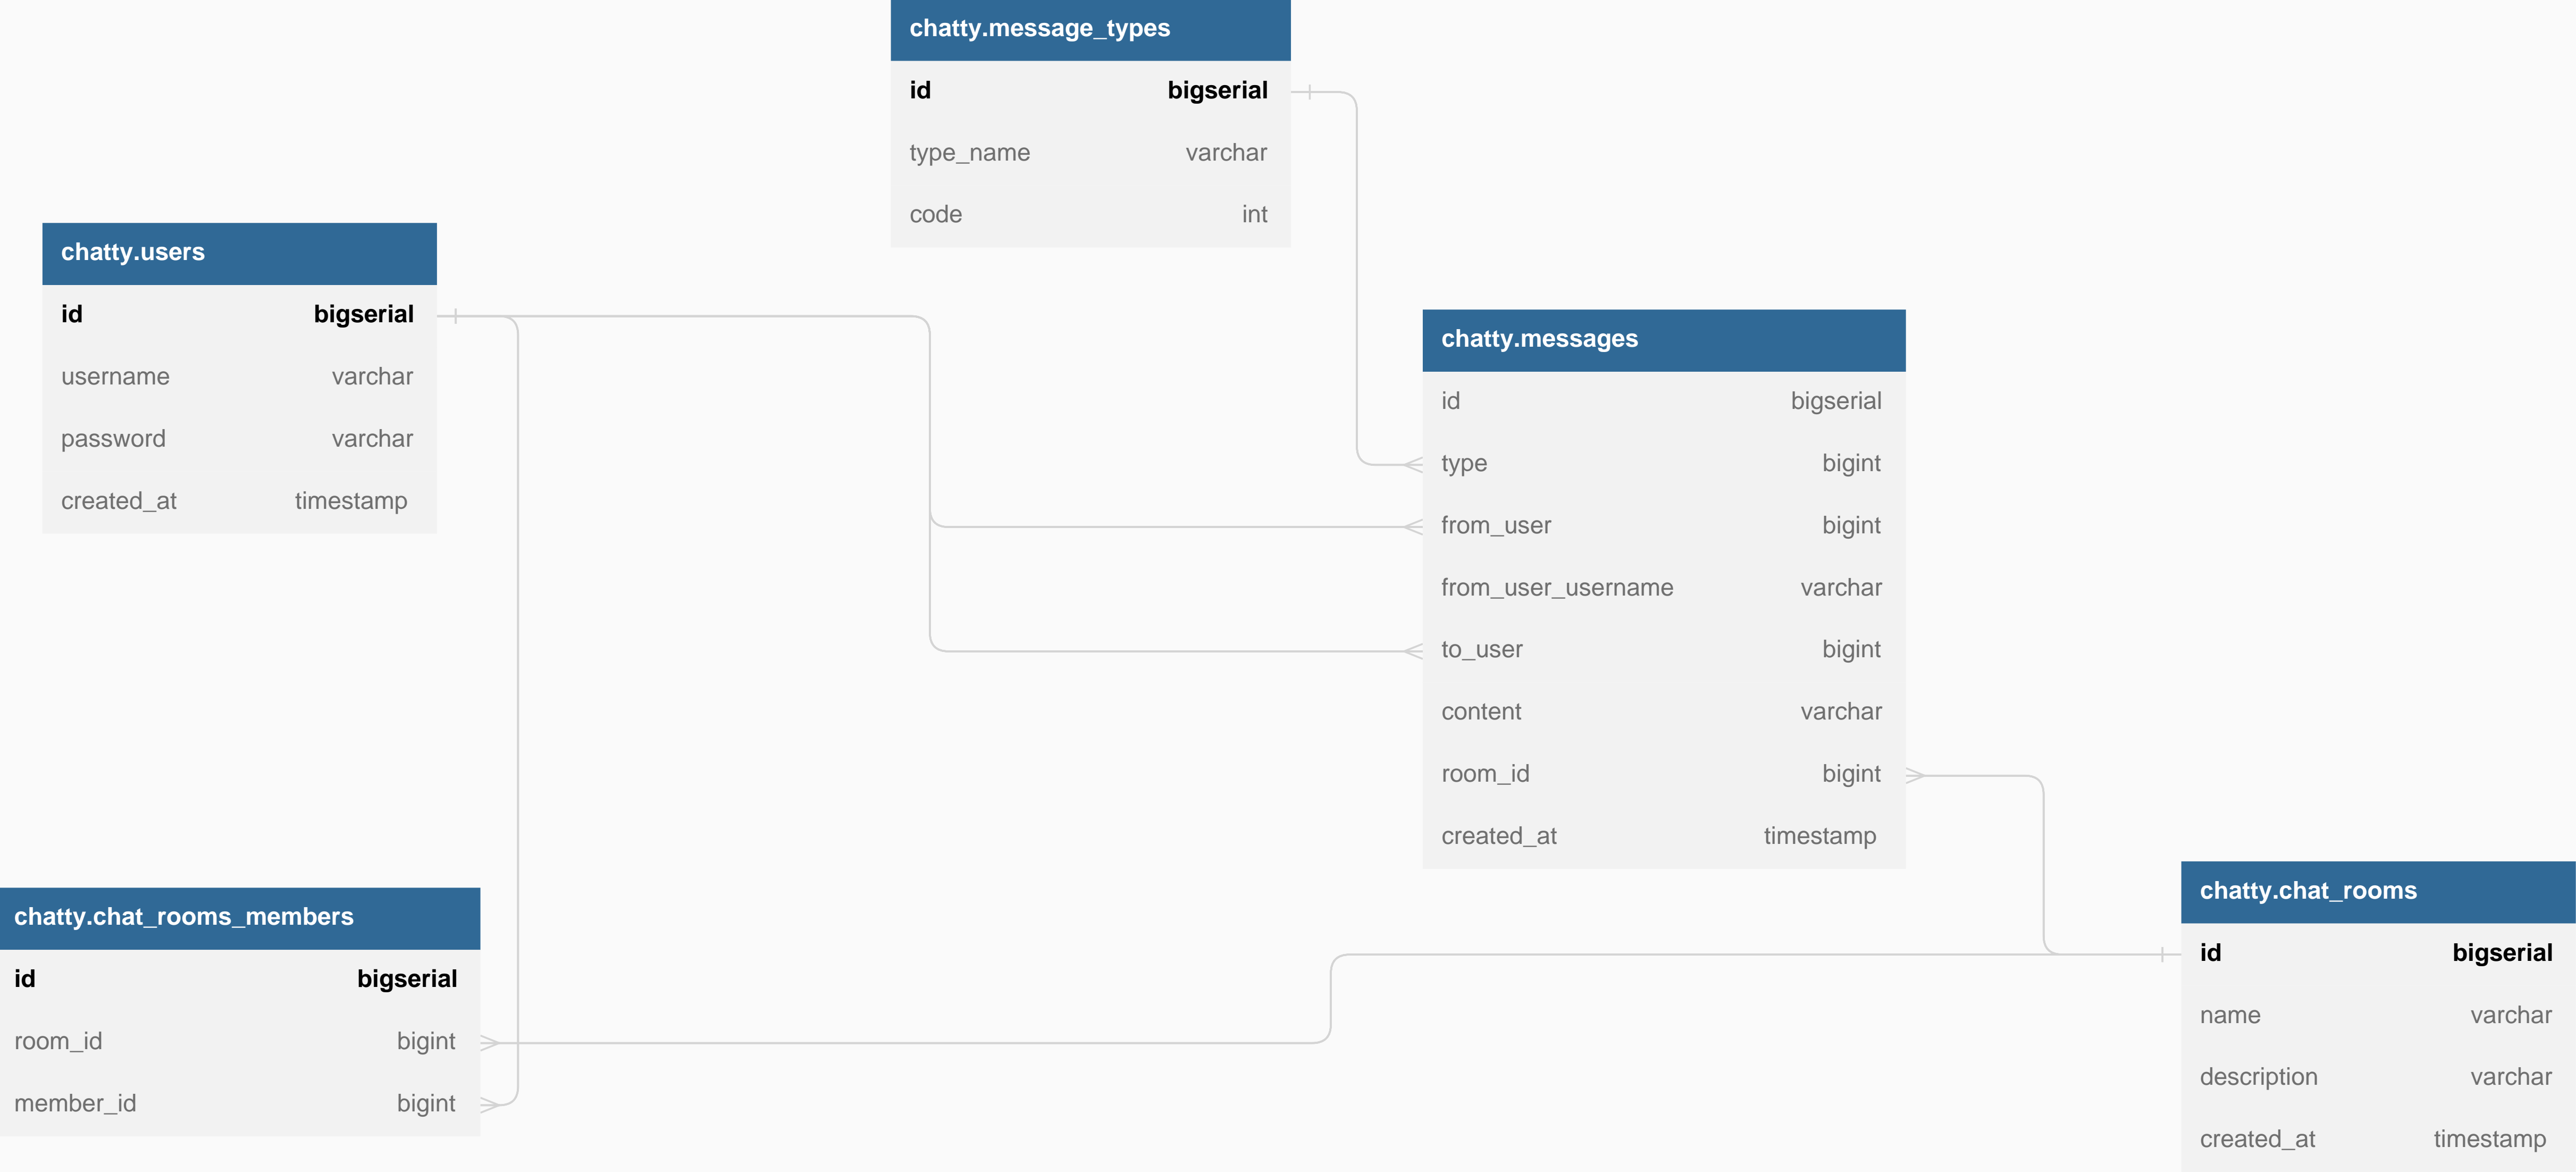 chatty.message_types
id bigserial
type_name varchar
code int
chatty.users
id bigserial
username varchar
password varchar
created_at timestamp
chatty.messages
id bigserial
type bigint
from_user bigint
from_user_username varchar
to_user bigint
content varchar
room_id bigint
created_at timestamp
chatty.chat_rooms_members
id bigserial
room_id bigint
member_id bigint
chatty.chat_rooms
id bigserial
name varchar
description varchar
created_at timestamp